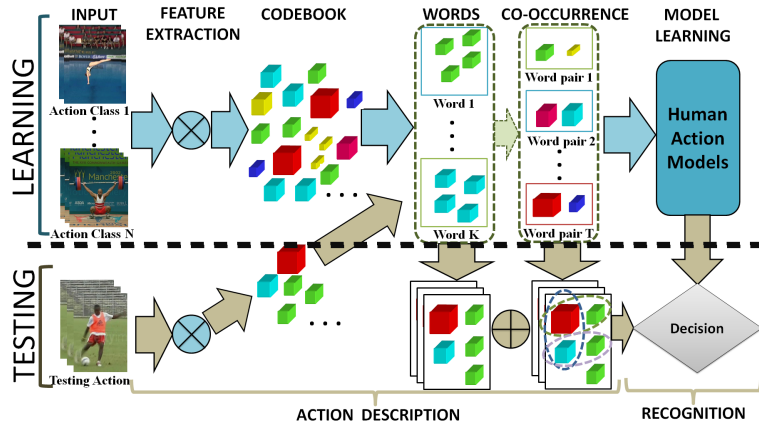 INPUT
FEATURE
EXTRACTION
CODEBOOK
WORDS
CO-OCCURRENCE
MODEL
LEARNING
LEARNING
Action Class 1
Manchester
Action Class N
Word 1
Word K
Word pair 1
Word pair 2
Word pair T
Human
Action
Models
TESTING
Testing Action
Decision
ACTION DESCRIPTION
RECOGNITION